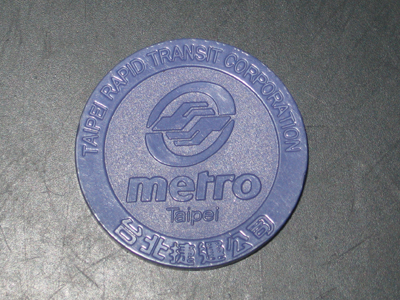 TAIPEI RAPID TRANSIT CORPORATION
metro
Taipei
台北捷運公司